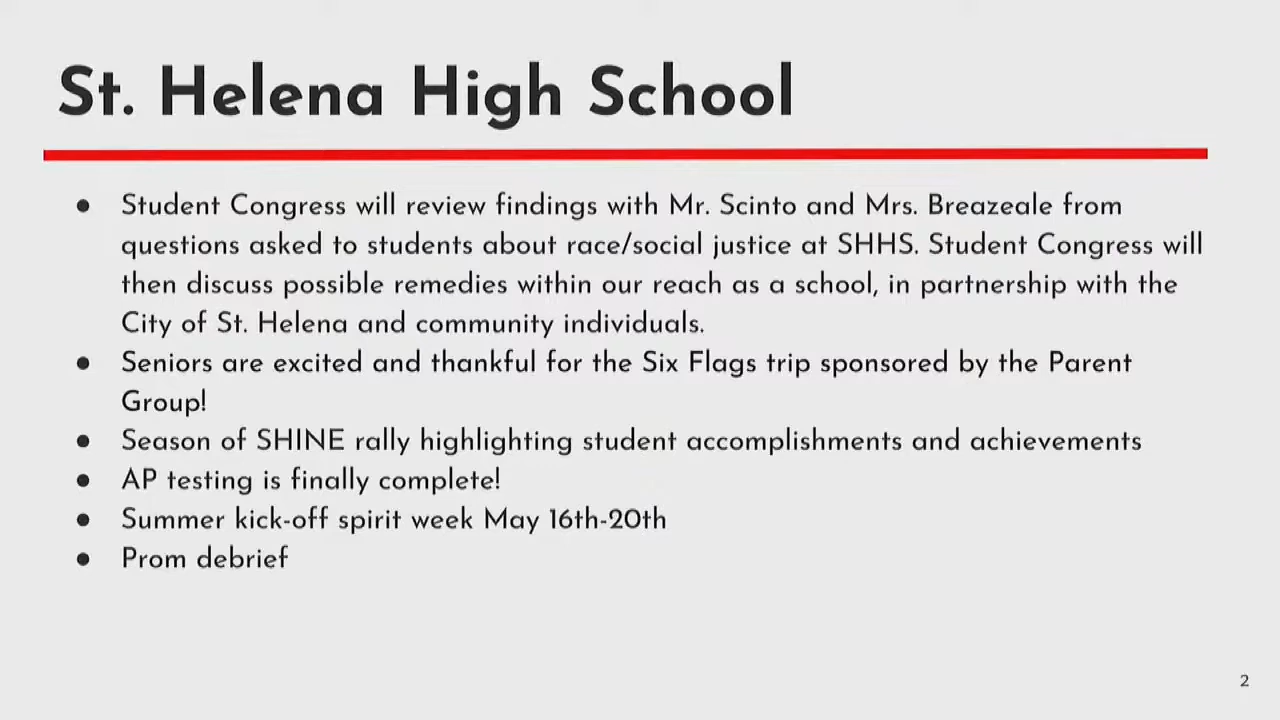 St. Helena High School
● Student Congress will review findings with Mr. Scinto and Mrs. Breazeale from
questions asked to students about race/social justice at SHHS. Student Congress will
then discuss possible remedies within our reach as a school, in partnership with the
City of St. Helena and community individuals.
● Seniors are excited and thankful for the Six Flags trip sponsored by the Parent
Group!
● Season of SHINE rally highlighting student accomplishments and achievements
● AP testing is finally complete!
● Summer kick-off spirit week May 16th-20th
● Prom debrief
2